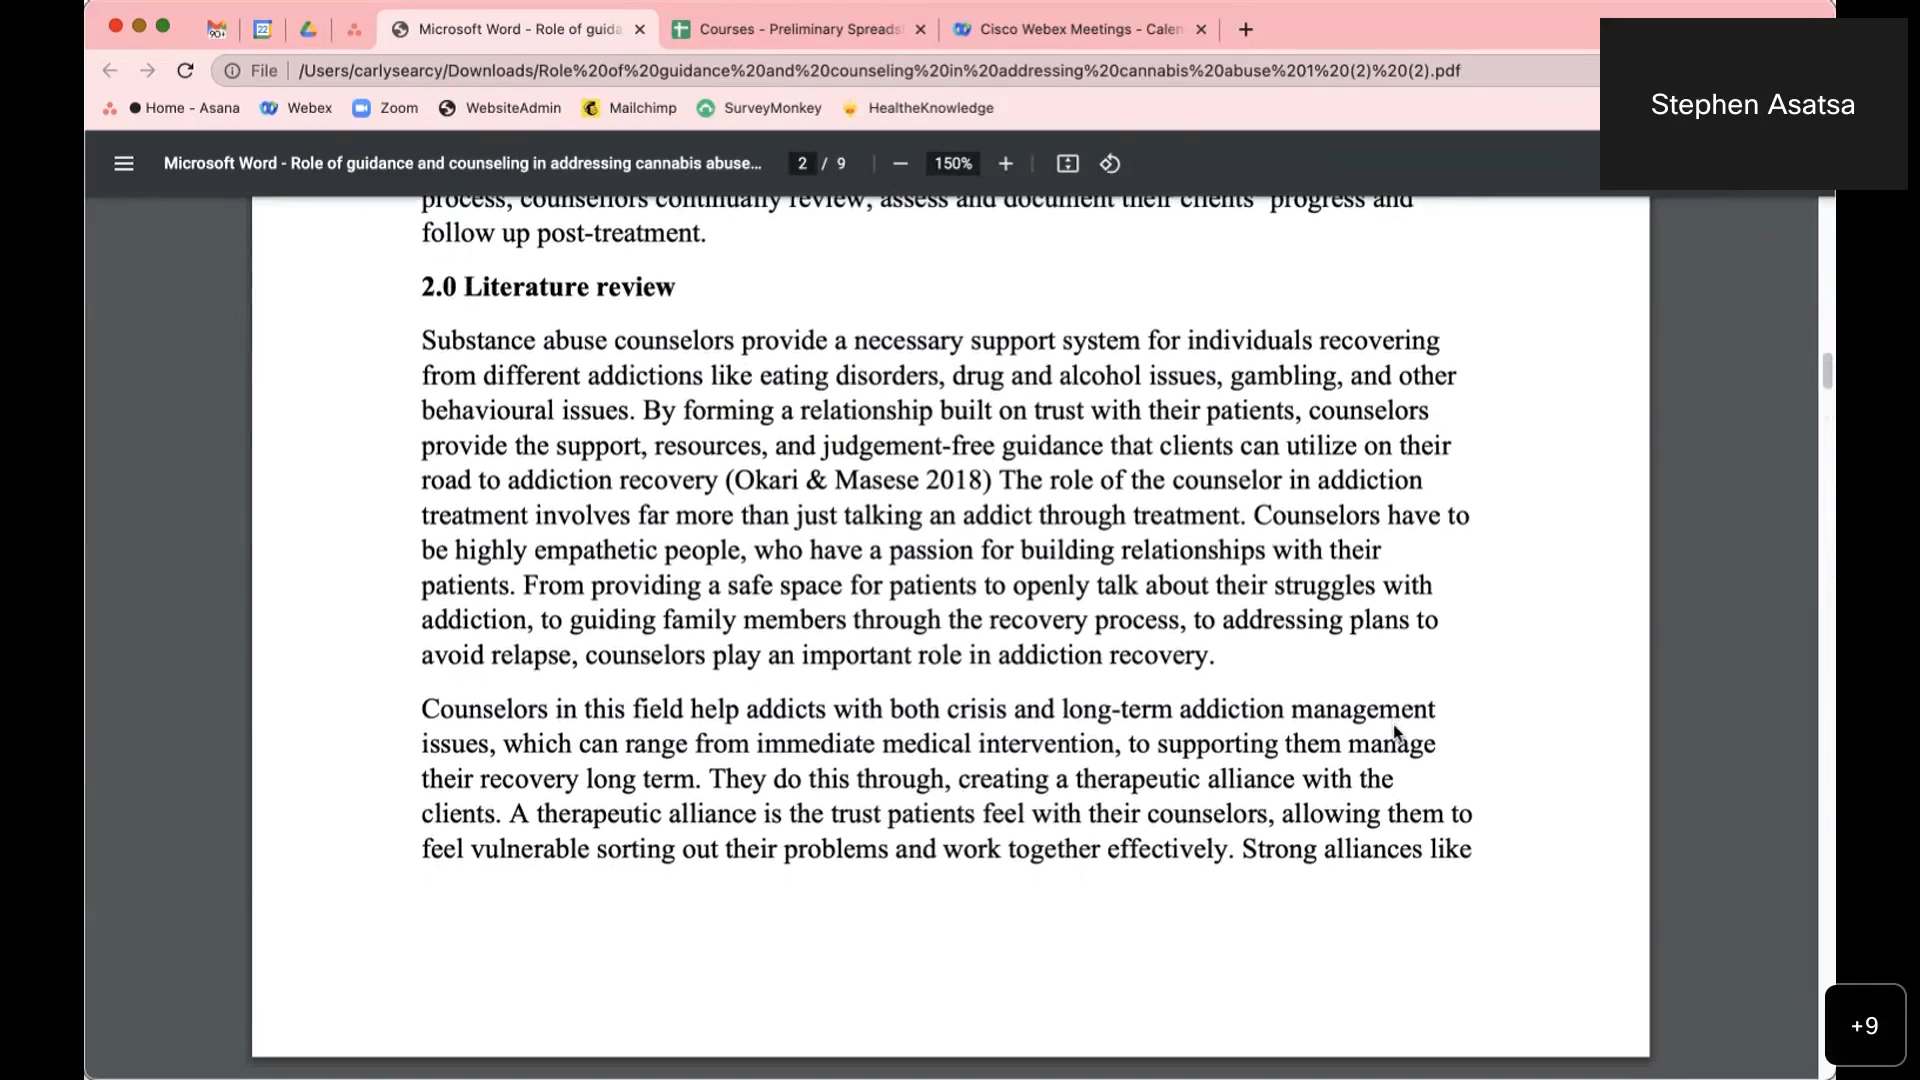 90+
22
Microsoft Word - Role of guida
Courses - Preliminary Spreads
Cisco Webex Meetings - Calen
File
/Users/carlysearcy/Downloads/Role%20of%20guidance%20and%20counseling%20in%20addressing%20cannabis%20abuse%201%20(2)%20(2).pdf
Home - Asana
Webex
Zoom
WebsiteAdmin
Mailchimp
SurveyMonkey
HealtheKnowledge
Stephen Asatsa
Microsoft Word - Role of guidance and counseling in addressing cannabis abuse...
2 / 9
150%
process, counsellors continually review, assess and document their clients' progress and
follow up post-treatment.
2.0 Literature review
Substance abuse counselors provide a necessary support system for individuals recovering
from different addictions like eating disorders, drug and alcohol issues, gambling, and other
behavioural issues. By forming a relationship built on trust with their patients, counselors
provide the support, resources, and judgement-free guidance that clients can utilize on their
road to addiction recovery (Okari & Masese 2018) The role of the counselor in addiction
treatment involves far more than just talking an addict through treatment. Counselors have to
be highly empathetic people, who have a passion for building relationships with their
patients. From providing a safe space for patients to openly talk about their struggles with
addiction, to guiding family members through the recovery process, to addressing plans to
avoid relapse, counselors play an important role in addiction recovery.
Counselors in this field help addicts with both crisis and long-term addiction management
issues, which can range from immediate medical intervention, to supporting them manage
their recovery long term. They do this through, creating a therapeutic alliance with the
clients. A therapeutic alliance is the trust patients feel with their counselors, allowing them to
feel vulnerable sorting out their problems and work together effectively. Strong alliances like
+9